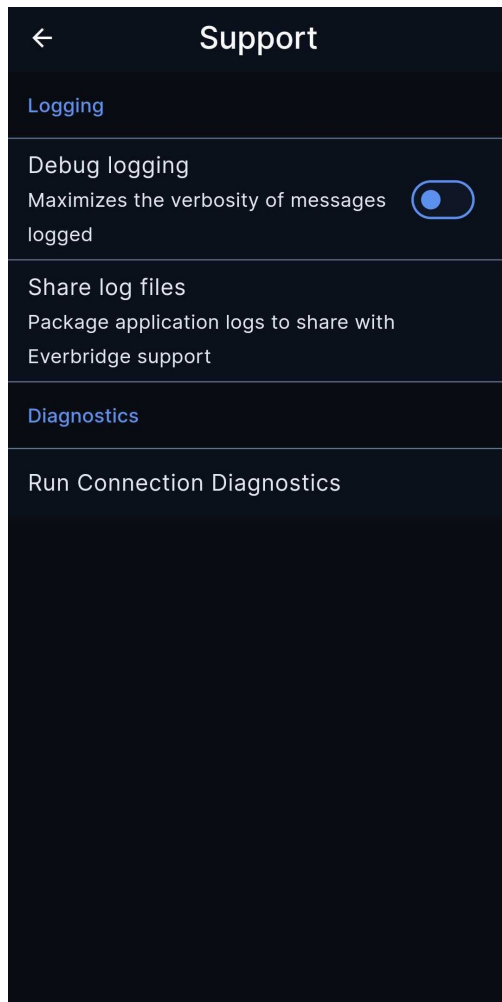 Support
Logging
Debug logging
Maximizes the verbosity of messages
logged
Share log files
Package application logs to share with
Everbridge support
Diagnostics
Run Connection Diagnostics